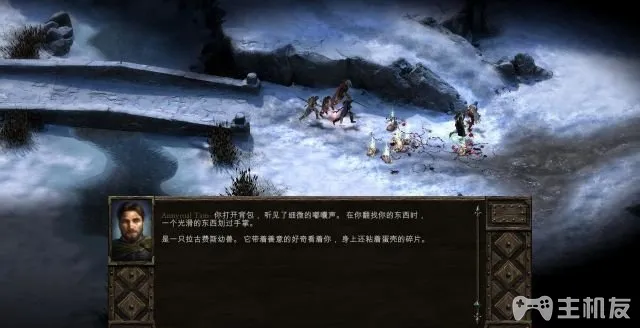 你打开背包，听见了细微的嘟囔声。 在你翻找你的东西时，
一个光滑的东西划过手掌。
是一只拉古费斯幼兽。 它带着善意的好奇看着你，身上还粘着蛋壳的碎片。
主机友